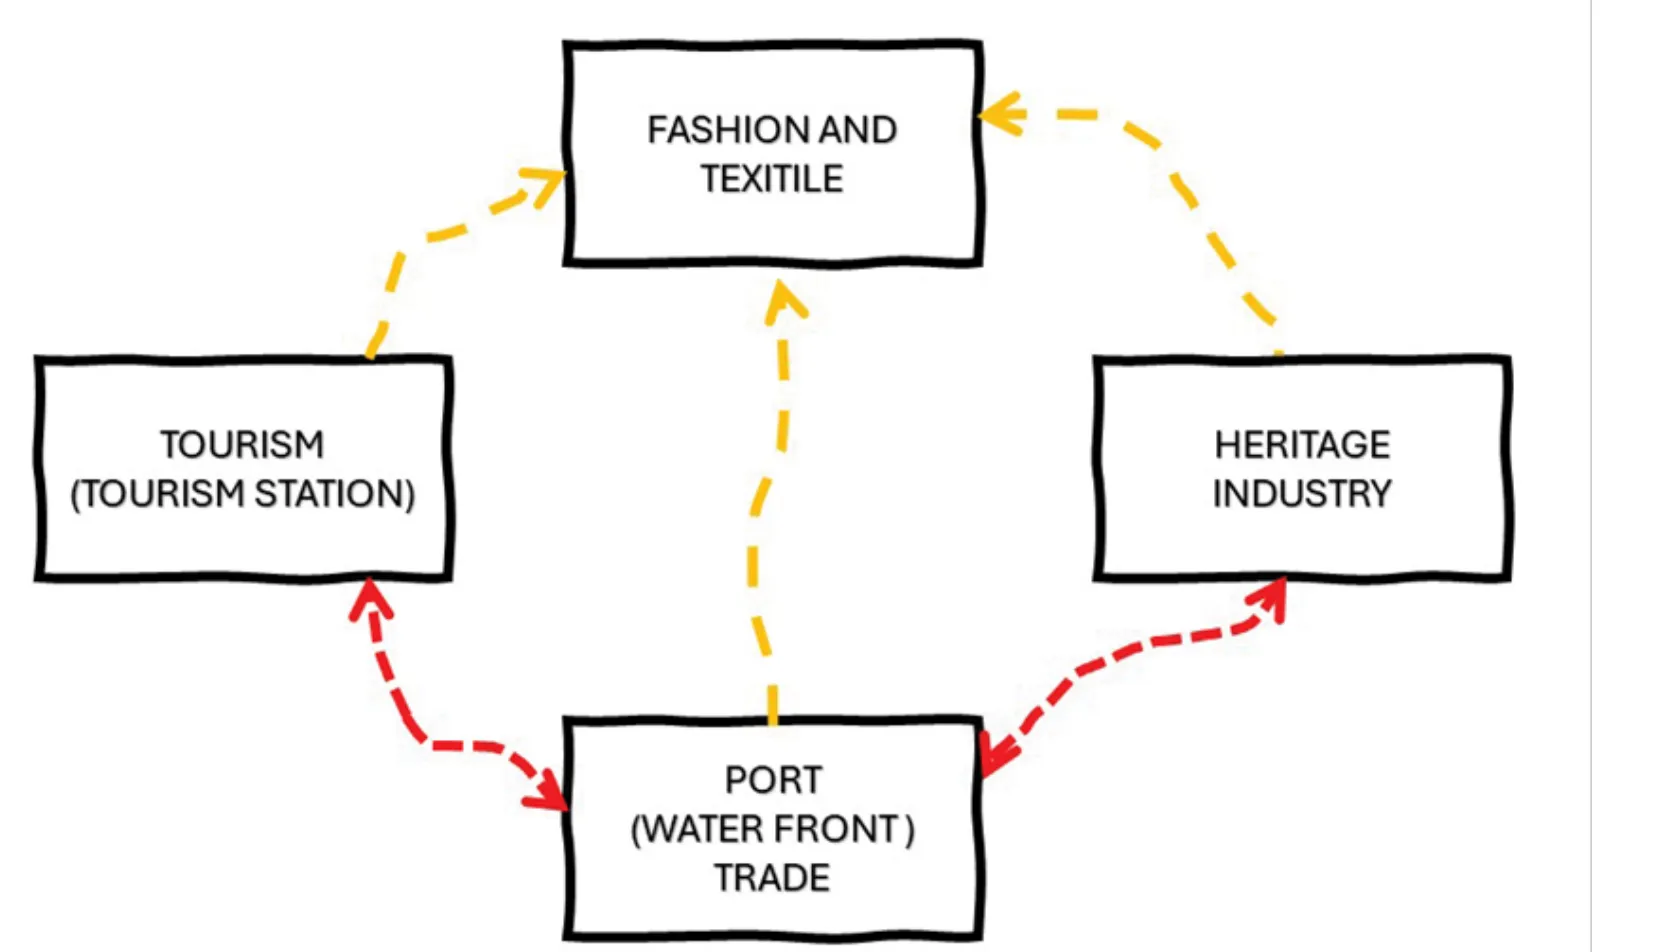 FASHION AND
TEXITILE
TOURISM
(TOURISM STATION)
HERITAGE
INDUSTRY
PORT
(WATER FRONT )
TRADE